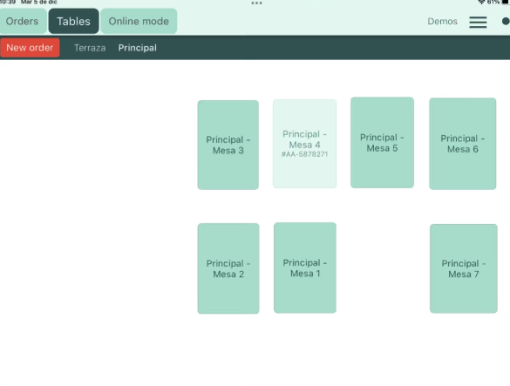 10:39 Mar 5 de dic
61%
Orders
Tables
Online mode
Demos
New order
Terraza
Principal
Principal -
Mesa 3
Principal -
Mesa 4
#AA-5878271
Principal -
Mesa 5
Principal -
Mesa 6
Principal -
Mesa 2
Principal -
Mesa 1
Principal -
Mesa 7